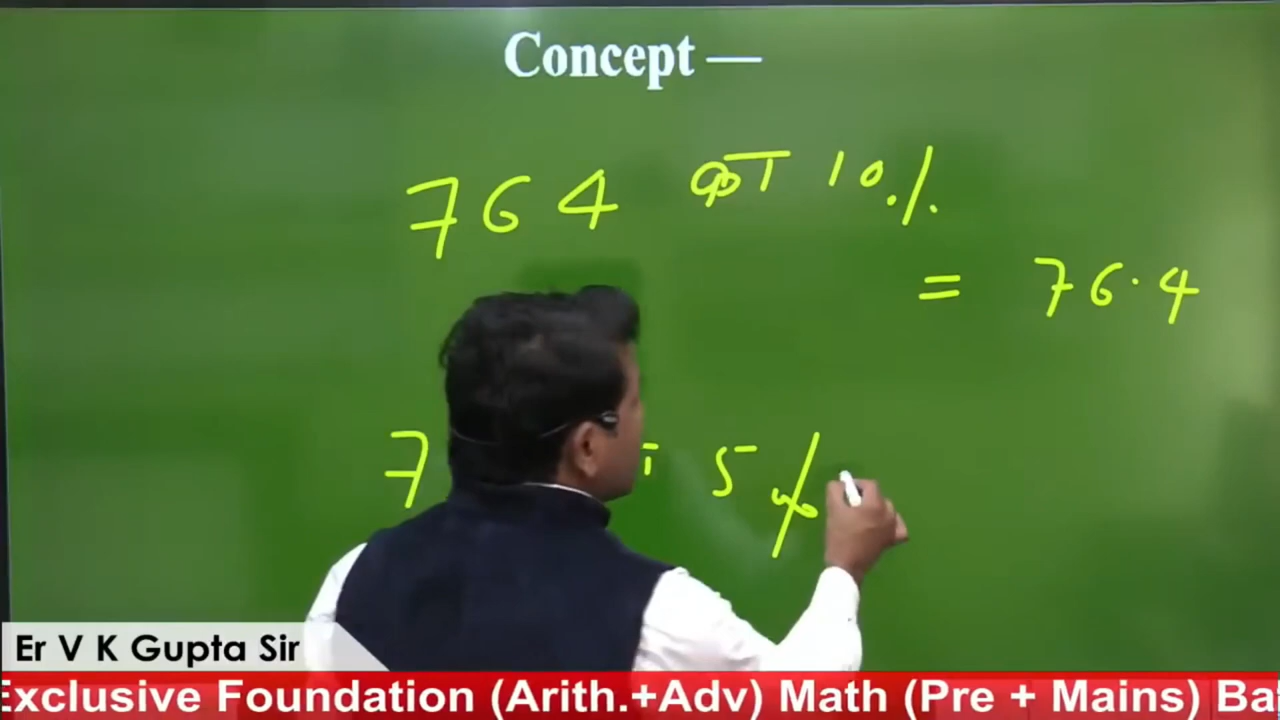 Concept —
764 का 10%
= 76.4
7 5%
Er V K Gupta Sir
Exclusive Foundation (Arith.+Adv) Math (Pre + Mains) Ba